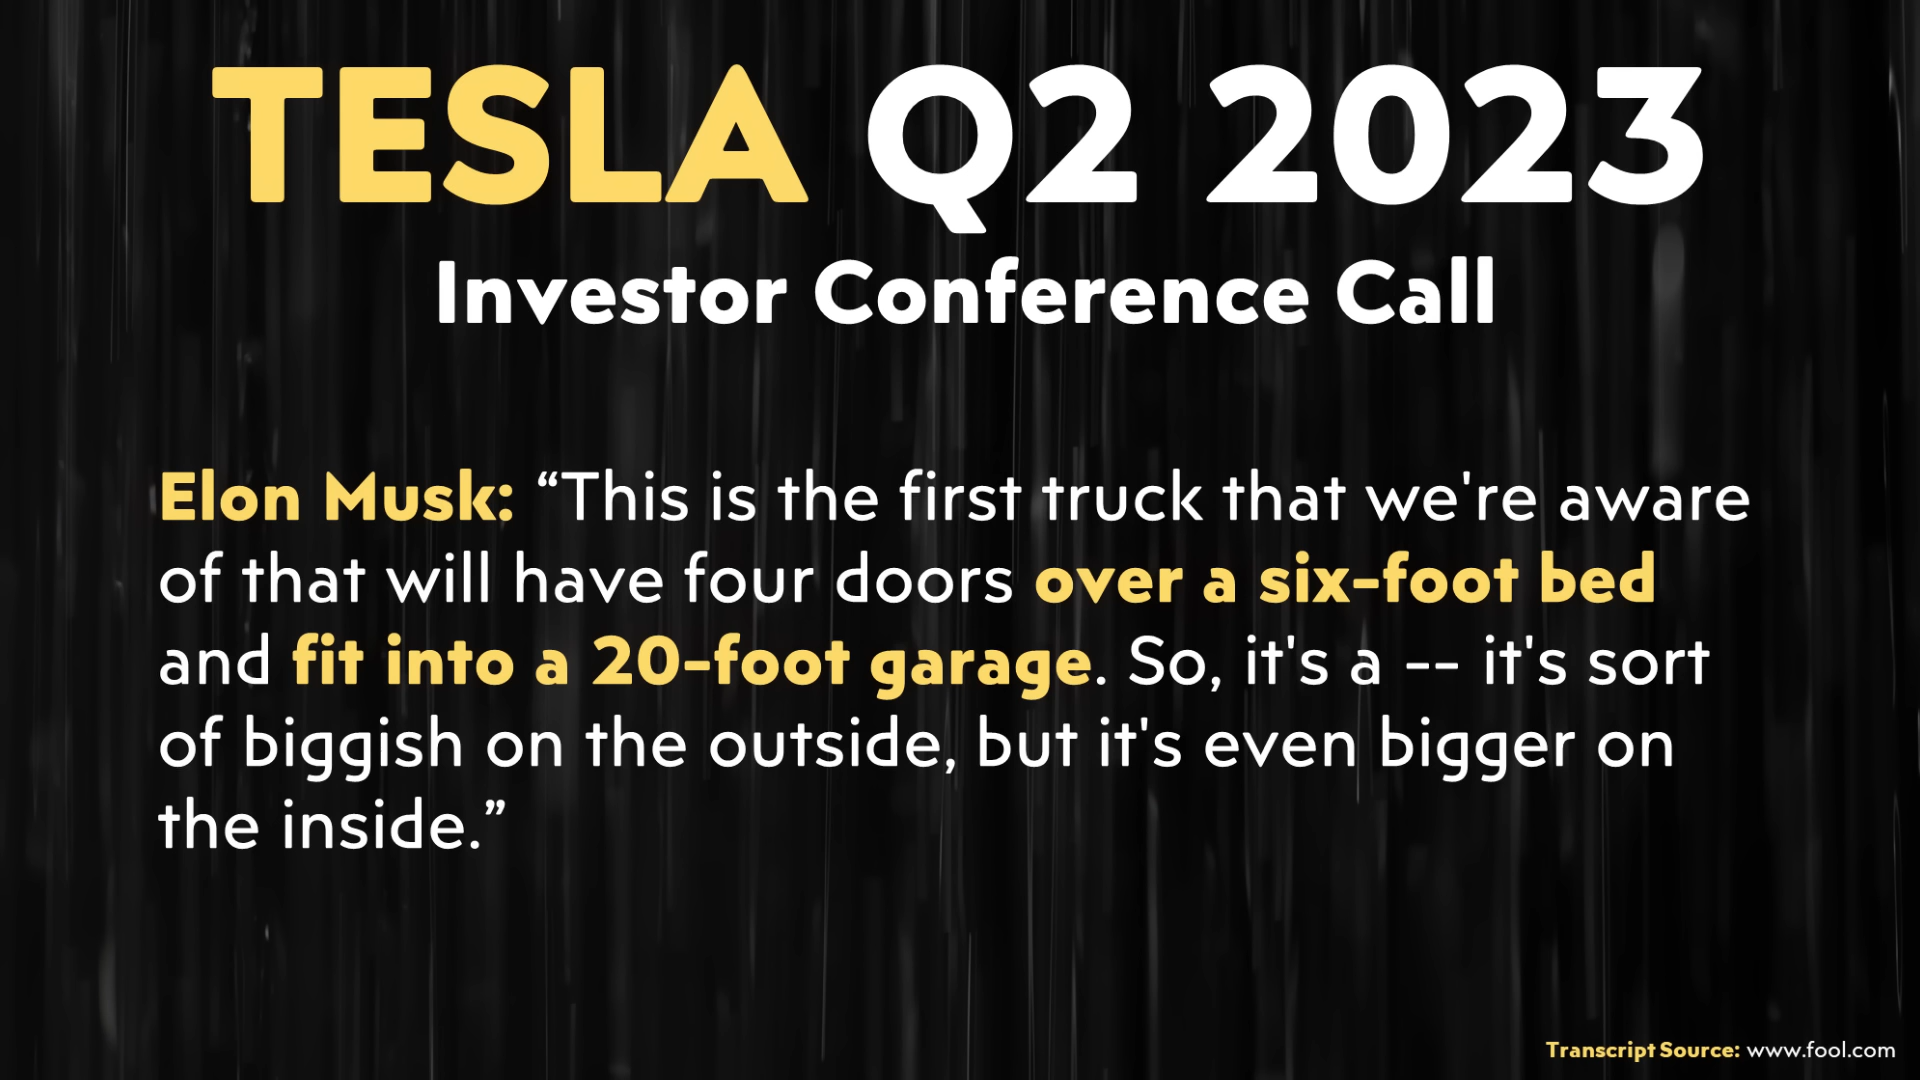 TESLA Q2 2023
Investor Conference Call
Elon Musk: “This is the first truck that we're aware
of that will have four doors over a six-foot bed
and fit into a 20-foot garage. So, it's a -- it's sort
of biggish on the outside, but it's even bigger on
the inside.”
Transcript Source: www.fool.com